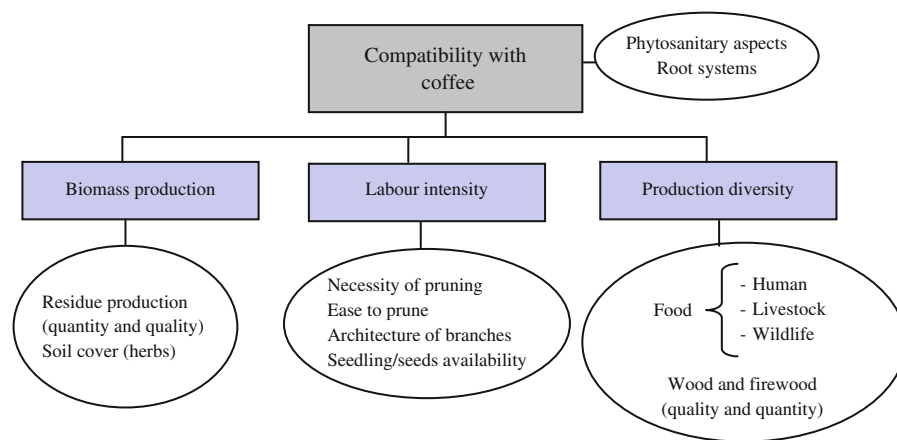 Compatibility with
coffee
Phytosanitary aspects
Root systems
Biomass production
Labour intensity
Production diversity
Residue production
(quantity and quality)
Soil cover (herbs)
Necessity of pruning
Ease to prune
Architecture of branches
Seedling/seeds availability
Food
- Human
- Livestock
- Wildlife
Wood and firewood
(quality and quantity)